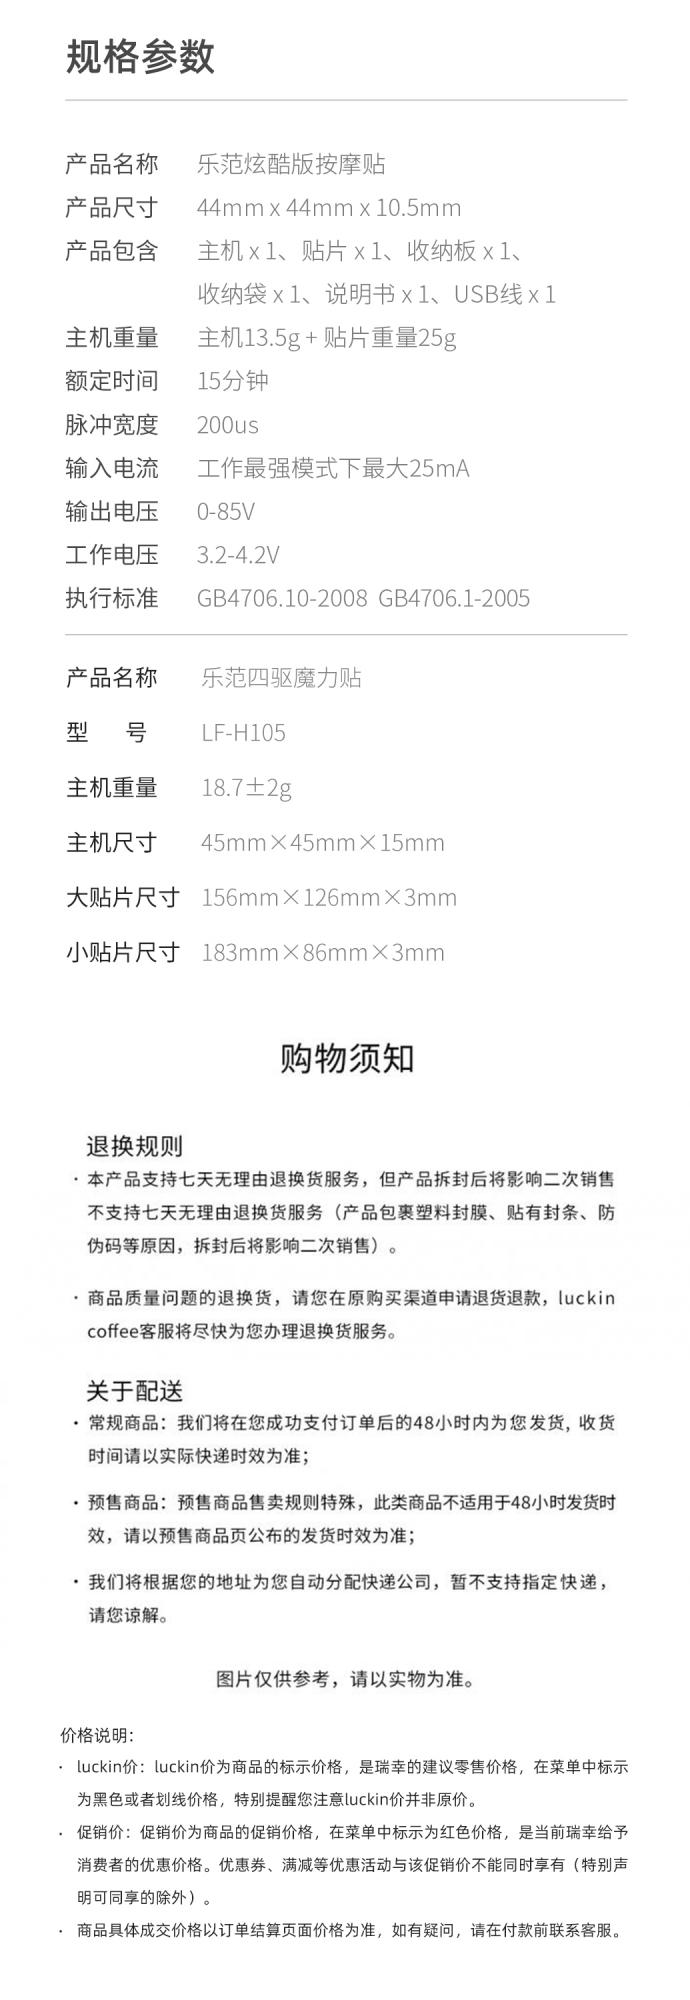 规格参数
产品名称 乐范炫酷版按摩贴
产品尺寸 44mm x 44mm x 10.5mm
产品包含 主机 x 1、贴片 x 1、收纳板 x 1、
收纳袋 x 1、说明书 x 1、USB线 x 1
主机重量 主机13.5g + 贴片重量25g
额定时间 15分钟
脉冲宽度 200us
输入电流 工作最强模式下最大25mA
输出电压 0-85V
工作电压 3.2-4.2V
执行标准 GB4706.10-2008 GB4706.1-2005
产品名称 乐范四驱魔力贴
型 号 LF-H105
主机重量 18.7±2g
主机尺寸 45mm×45mm×15mm
大贴片尺寸 156mm×126mm×3mm
小贴片尺寸 183mm×86mm×3mm
购物须知
退换规则
· 本产品支持七天无理由退换货服务，但产品拆封后将影响二次销售
不支持七天无理由退换货服务（产品包裹塑料封膜、贴有封条、防
伪码等原因，拆封后将影响二次销售）。
· 商品质量问题的退换货，请您在原购买渠道申请退货退款，luckin
coffee客服将尽快为您办理退换货服务。
关于配送
· 常规商品：我们将在您成功支付订单后的48小时内为您发货, 收货
时间请以实际快递时效为准；
· 预售商品：预售商品售卖规则特殊，此类商品不适用于48小时发货时
效，请以预售商品页公布的发货时效为准；
· 我们将根据您的地址为您自动分配快递公司，暂不支持指定快递，
请您谅解。
图片仅供参考，请以实物为准。
价格说明：
· luckin价：luckin价为商品的标示价格，是瑞幸的建议零售价格，在菜单中标示
为黑色或者划线价格，特别提醒您注意luckin价并非原价。
· 促销价：促销价为商品的促销价格，在菜单中标示为红色价格，是当前瑞幸给予
消费者的优惠价格。优惠券、满减等优惠活动与该促销价不能同时享有（特别声
明可同享的除外）。
· 商品具体成交价格以订单结算页面价格为准，如有疑问，请在付款前联系客服。